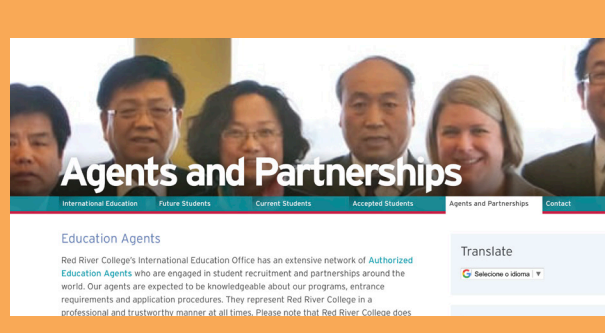 Agents and Partnerships
International Education Future Students Current Students Accepted Students Agents and Partnerships Contact
Education Agents
Red River College's International Education Office has an extensive network of Authorized
Education Agents who are engaged in student recruitment and partnerships around the
world. Our agents are expected to be knowledgeable about our programs, entrance
requirements and application procedures. They represent Red River College in a
professional and trustworthy manner at all times. Please note that Red River College does
Translate
Selecione o idioma